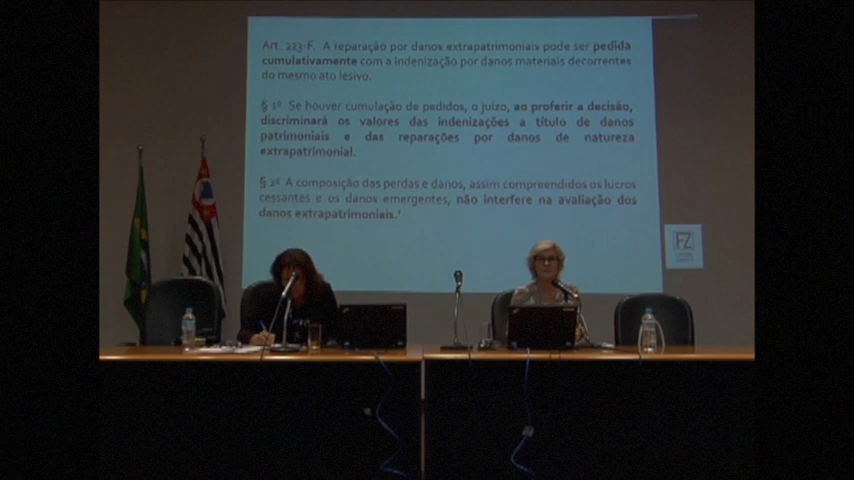 Art. 223-F. A reparação por danos extrapatrimoniais pode ser pedida
cumulativamente com a indenização por danos materiais decorrentes
do mesmo ato lesivo.
§ 1º Se houver cumulação de pedidos, o juízo, ao proferir a decisão,
discriminará os valores das indenizações a título de danos
patrimoniais e das reparações por danos de natureza
extrapatrimonial.
§ 2º A composição das perdas e danos, assim compreendidos os lucros
cessantes e os danos emergentes, não interfere na avaliação dos
danos extrapatrimoniais.'
FZ